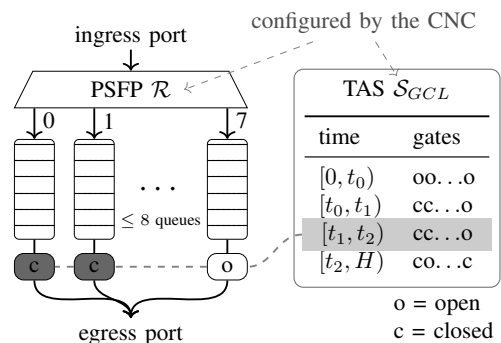 configured by the CNC
ingress port
PSFP R
0 1 7
. . .
≤ 8 queues
c c o
egress port
TAS S_GCL
time gates
[0, t₀) oo...o
[t₀, t₁) cc...o
[t₁, t₂) cc...o
[t₂, H) co...c
o = open
c = closed